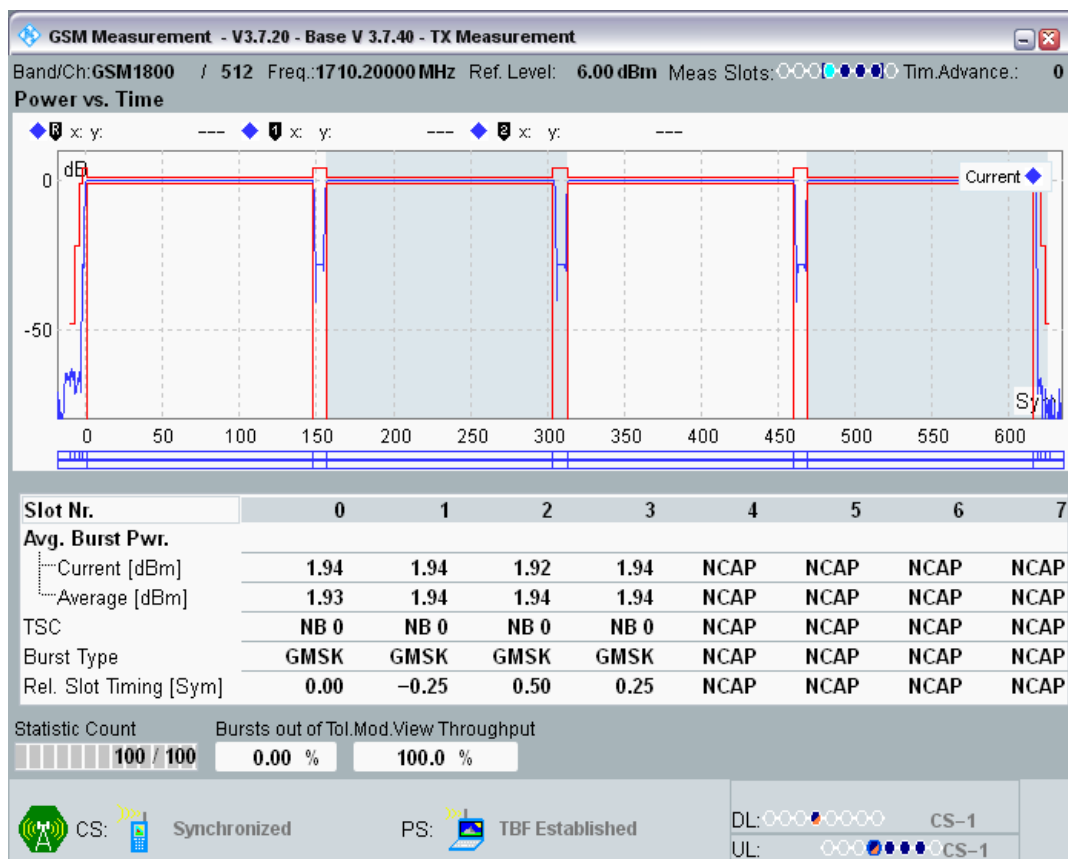 GSM Measurement - V3.7.20 - Base V 3.7.40 - TX Measurement
Band/Ch:GSM1800 / 512 Freq.:1710.20000 MHz Ref. Level: 6.00 dBm Meas Slots: Tim.Advance.: 0
Power vs. Time
R x: y: --- 1 x: y: --- 2 x: y: ---
dB
0
Current
-50
Sym
0 50 100 150 200 250 300 350 400 450 500 550 600
Slot Nr. 0 1 2 3 4 5 6 7
Avg. Burst Pwr.
Current [dBm] 1.94 1.94 1.92 1.94 NCAP NCAP NCAP NCAP
Average [dBm] 1.93 1.94 1.94 1.94 NCAP NCAP NCAP NCAP
TSC NB 0 NB 0 NB 0 NB 0 NCAP NCAP NCAP NCAP
Burst Type GMSK GMSK GMSK GMSK NCAP NCAP NCAP NCAP
Rel. Slot Timing [Sym] 0.00 −0.25 0.50 0.25 NCAP NCAP NCAP NCAP
Statistic Count Bursts out of Tol.Mod.View Throughput
100 / 100 0.00 % 100.0 %
CS: Synchronized PS: TBF Established DL: CS−1
UL: CS−1